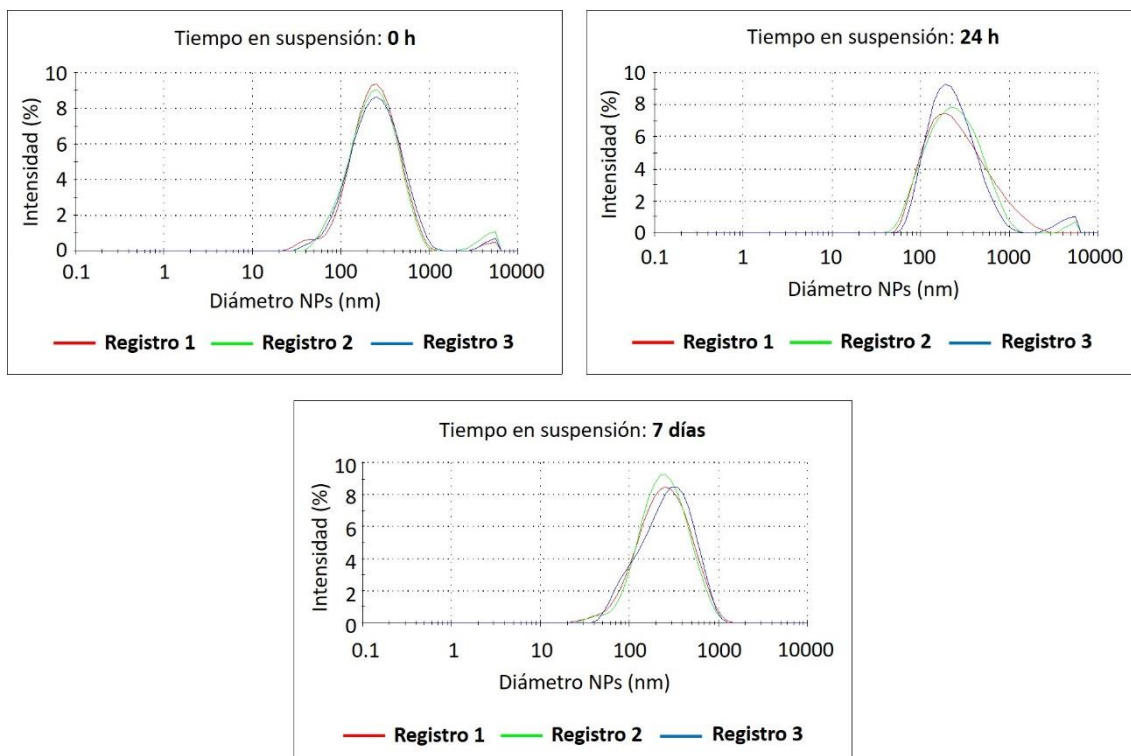 Tiempo en suspensión: 0 h
Intensidad (%)
10
8
6
4
2
0
0.1 1 10 100 1000 10000
Diámetro NPs (nm)
Registro 1 Registro 2 Registro 3
Tiempo en suspensión: 24 h
Intensidad (%)
10
8
6
4
2
0
0.1 1 10 100 1000 10000
Diámetro NPs (nm)
Registro 1 Registro 2 Registro 3
Tiempo en suspensión: 7 días
Intensidad (%)
10
8
6
4
2
0
0.1 1 10 100 1000 10000
Diámetro NPs (nm)
Registro 1 Registro 2 Registro 3